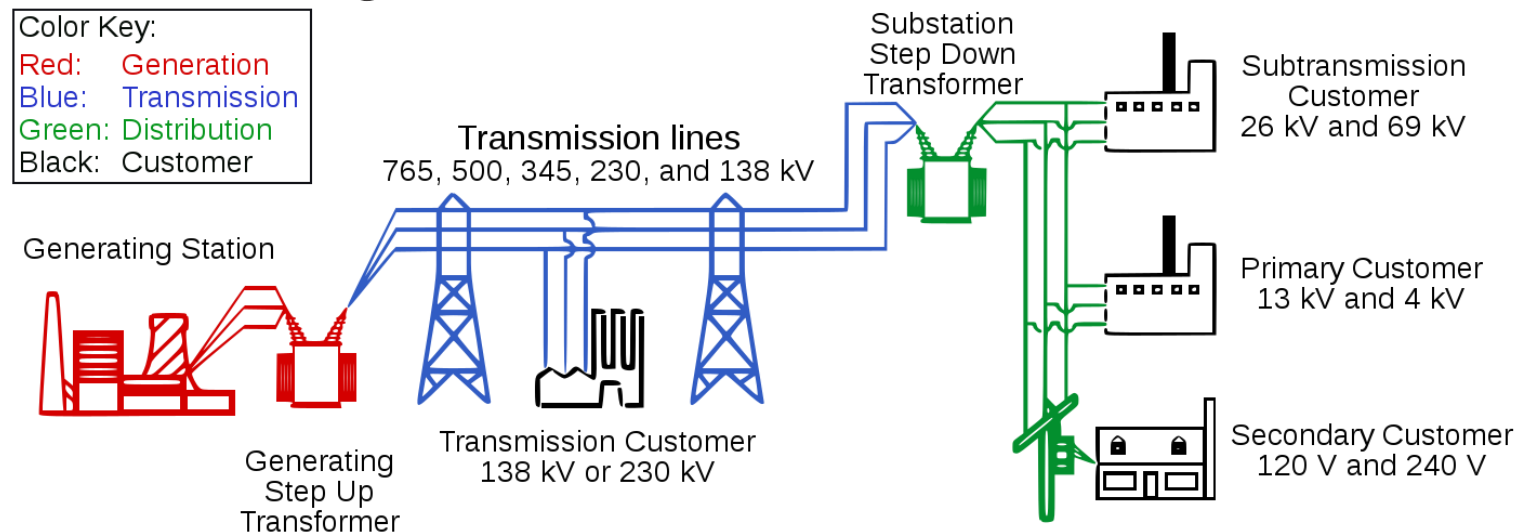 Color Key:
Red: Generation
Blue: Transmission
Green: Distribution
Black: Customer
Generating Station
Generating
Step Up
Transformer
Transmission lines
765, 500, 345, 230, and 138 kV
Transmission Customer
138 kV or 230 kV
Substation
Step Down
Transformer
Subtransmission
Customer
26 kV and 69 kV
Primary Customer
13 kV and 4 kV
Secondary Customer
120 V and 240 V